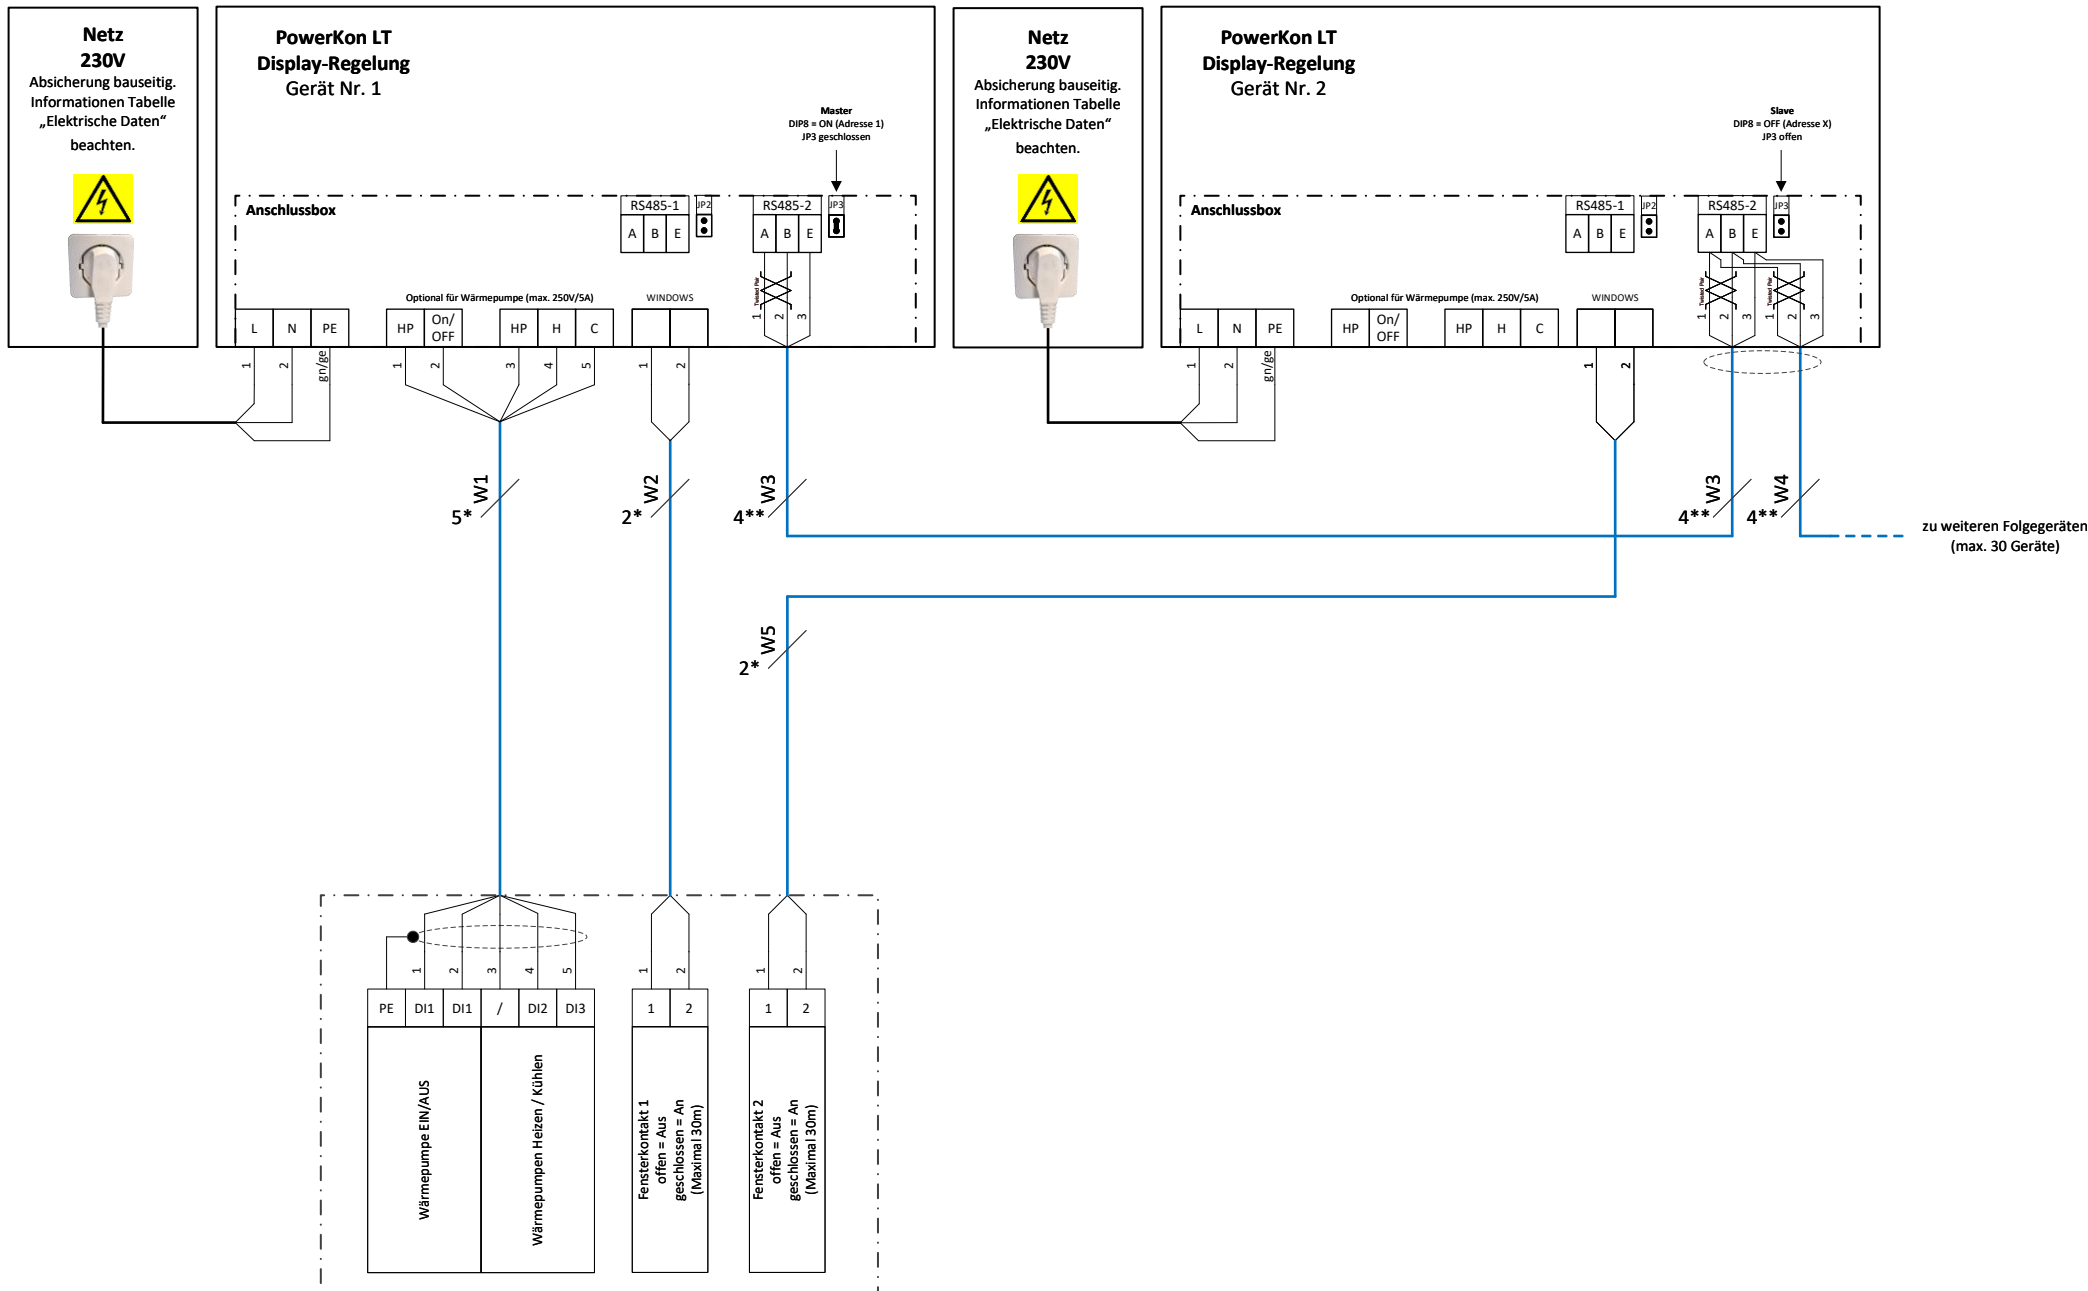 Netz
230V
Absicherung bauseitig.
Informationen Tabelle
„Elektrische Daten“
beachten.
PowerKon LT
Display-Regelung
Gerät Nr. 1
Master
DIP8 = ON (Adresse 1)
JP3 geschlossen
Anschlussbox
RS485-1
JP2
RS485-2
JP3
A B E
A B E
Twisted Pair
1 2 3
Optional für Wärmepumpe (max. 250V/5A)
WINDOWS
L N PE
HP On/
OFF
HP H C
1 2 gn/ge
1 2 3 4 5
1 2
Netz
230V
Absicherung bauseitig.
Informationen Tabelle
„Elektrische Daten“
beachten.
PowerKon LT
Display-Regelung
Gerät Nr. 2
Slave
DIP8 = OFF (Adresse X)
JP3 offen
Anschlussbox
RS485-1
JP2
RS485-2
JP3
A B E
A B E
Twisted Pair
Twisted Pair
1 2 3
1 2 3
Optional für Wärmepumpe (max. 250V/5A)
WINDOWS
L N PE
HP On/
OFF
HP H C
1 2 gn/ge
1 2
W1
5*
W2
2*
W3
4**
W3
4**
W4
4**
zu weiteren Folgegeräten
(max. 30 Geräte)
W5
2*
1 2 3 4 5
1 2
1 2
PE DI1 DI1 / DI2 DI3
1 2
1 2
Wärmepumpe EIN/AUS
Wärmepumpen Heizen / Kühlen
Fensterkontakt 1
offen = Aus
geschlossen = An
(Maximal 30m)
Fensterkontakt 2
offen = Aus
geschlossen = An
(Maximal 30m)